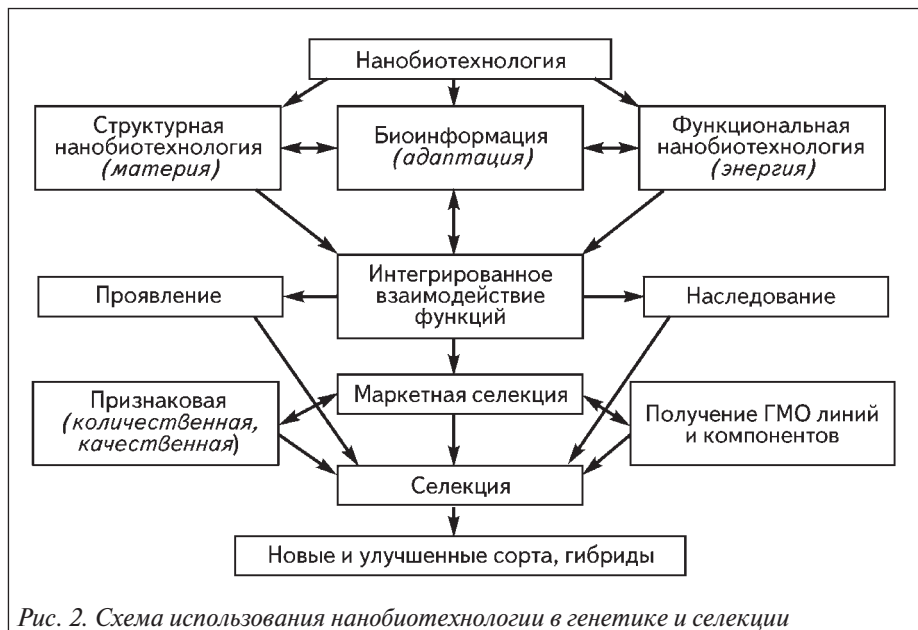 Нанобиотехнология
Структурная
нанобиотехнология
(материя)
Биоинформация
(адаптация)
Функциональная
нанобиотехнология
(энергия)
Интегрированное
взаимодействие
функций
Проявление
Наследование
Маркетная селекция
Признаковая
(количественная,
качественная)
Получение ГМО линий
и компонентов
Селекция
Новые и улучшенные сорта, гибриды
Рис. 2. Схема использования нанобиотехнологии в генетике и селекции